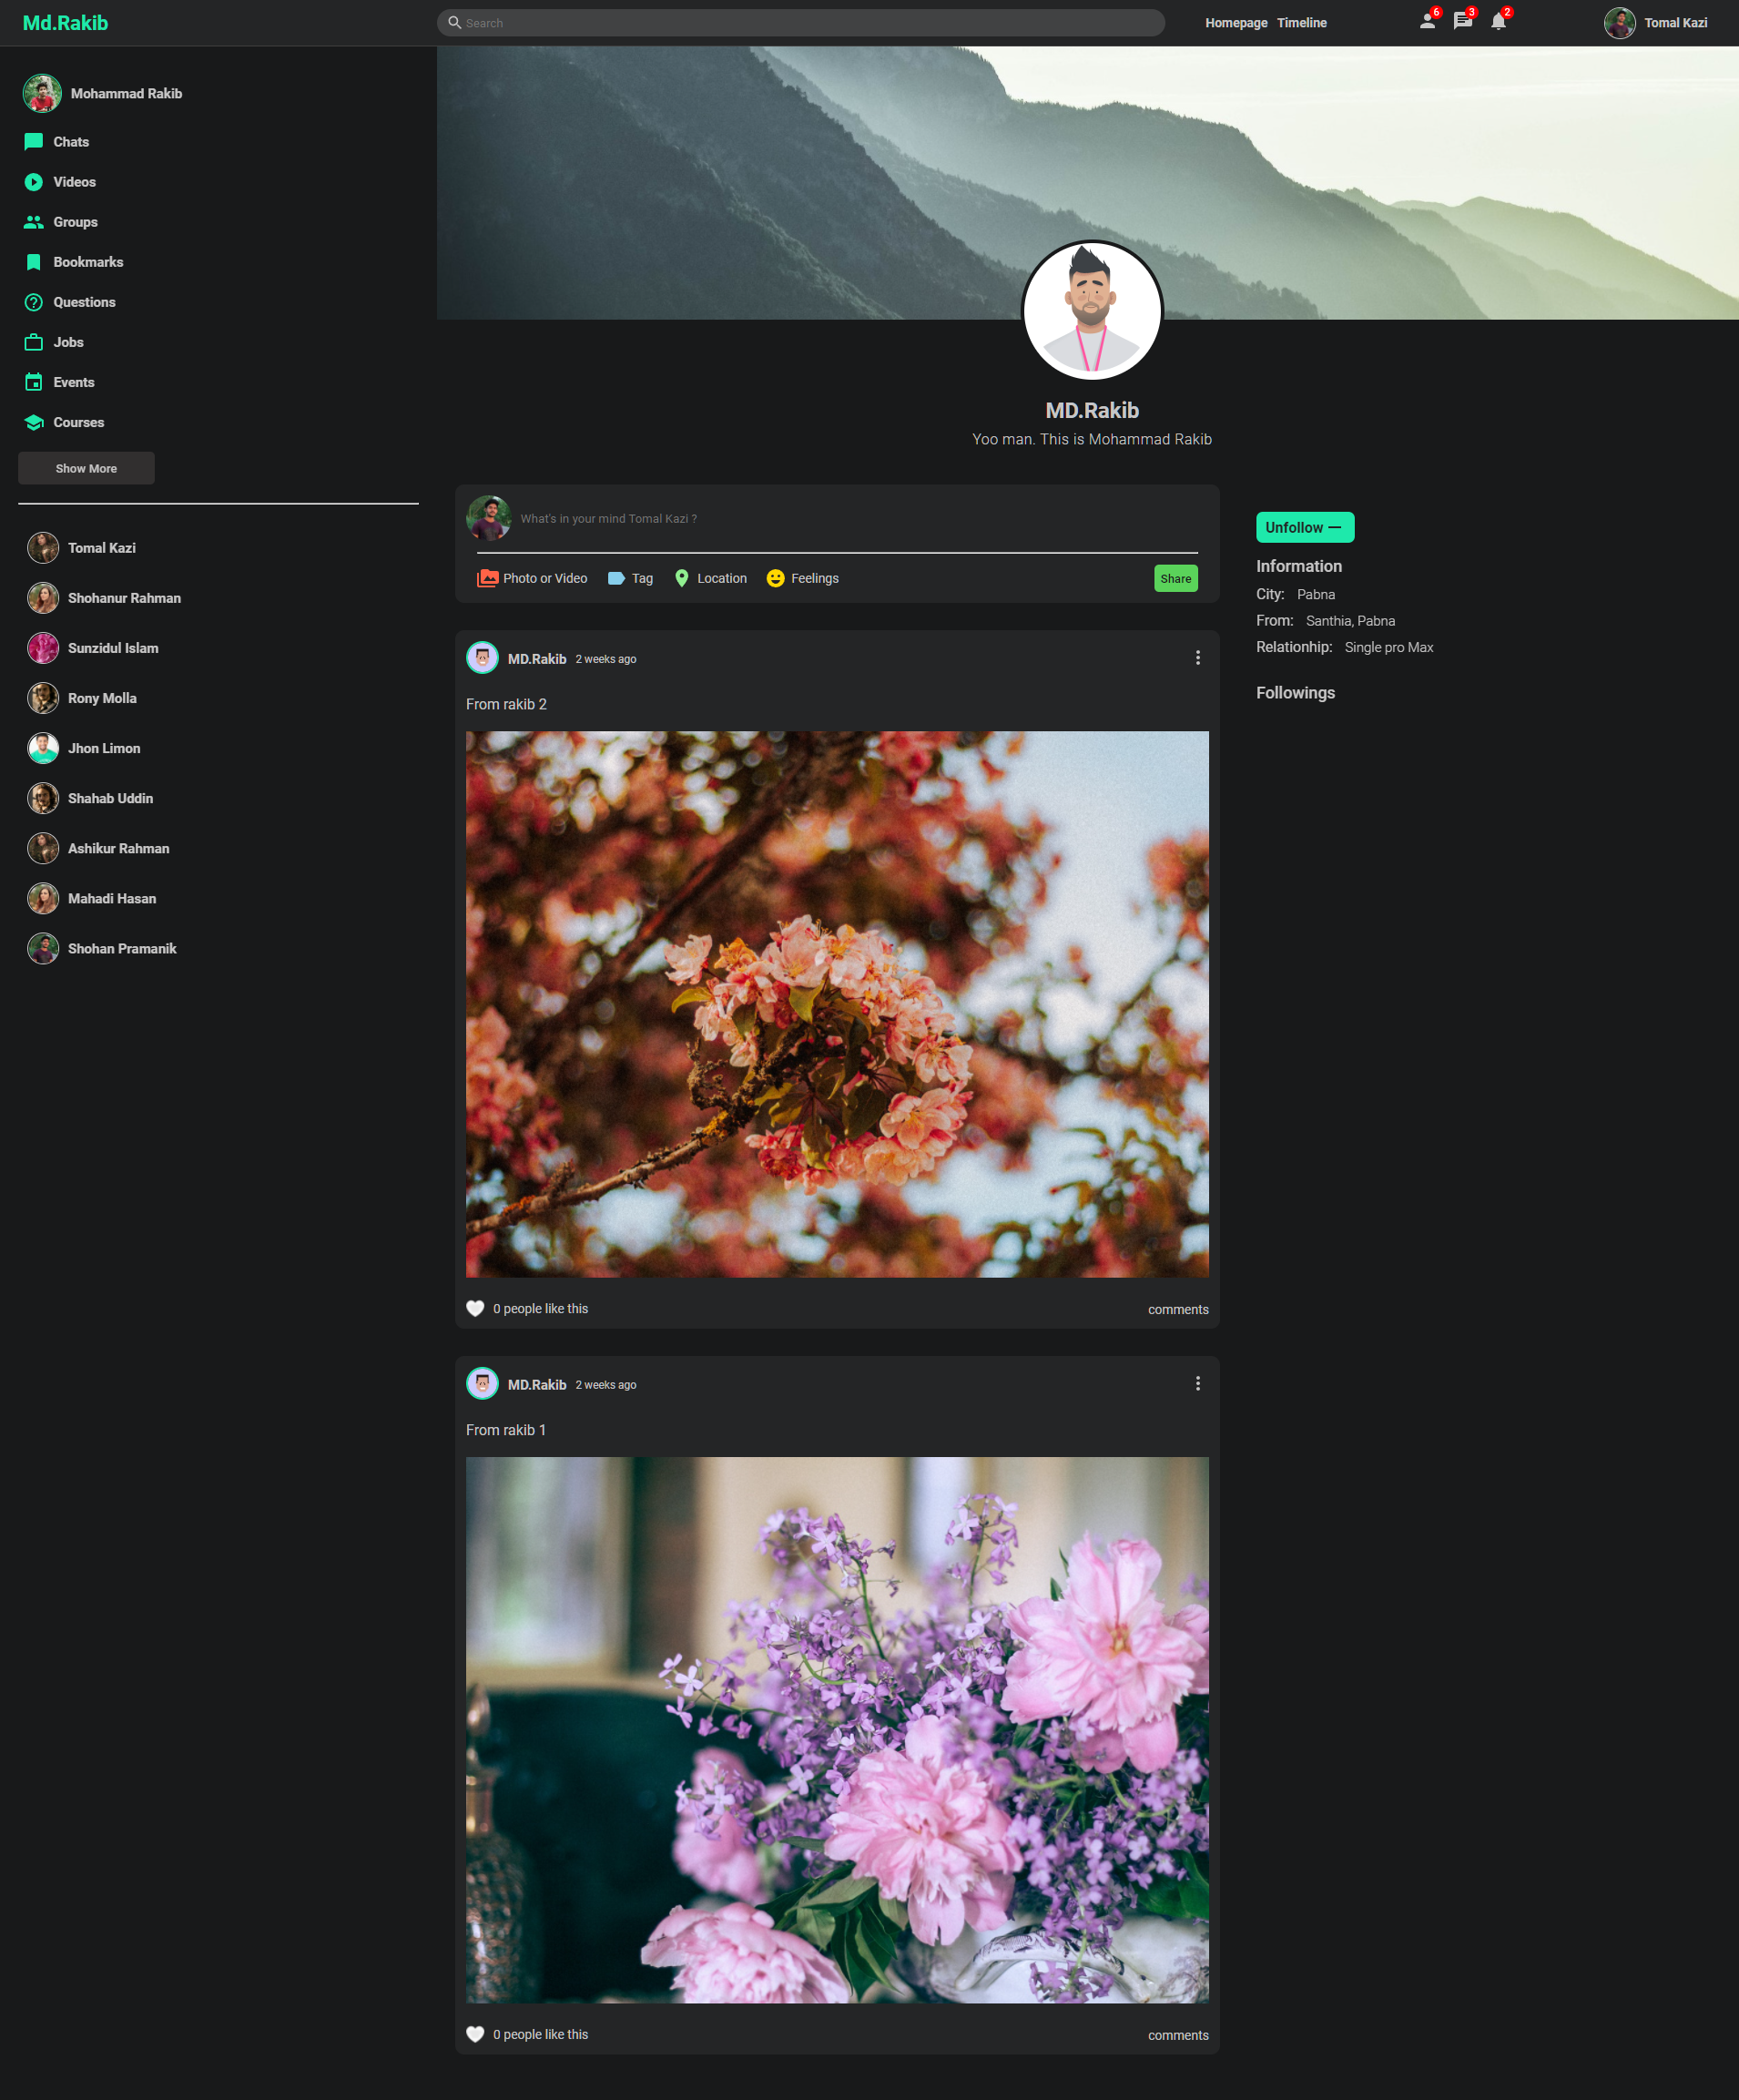 Md.Rakib
Search
Homepage Timeline
6
3
2
Tomal Kazi
Mohammad Rakib
Chats
Videos
Groups
Bookmarks
Questions
Jobs
Events
Courses
Show More
Tomal Kazi
Shohanur Rahman
Sunzidul Islam
Rony Molla
Jhon Limon
Shahab Uddin
Ashikur Rahman
Mahadi Hasan
Shohan Pramanik
MD.Rakib
Yoo man. This is Mohammad Rakib
What's in your mind Tomal Kazi ?
Photo or Video Tag Location Feelings Share
MD.Rakib 2 weeks ago
From rakib 2
0 people like this comments
MD.Rakib 2 weeks ago
From rakib 1
0 people like this comments
Unfollow
Information
City: Pabna
From: Santhia, Pabna
Relationhip: Single pro Max
Followings